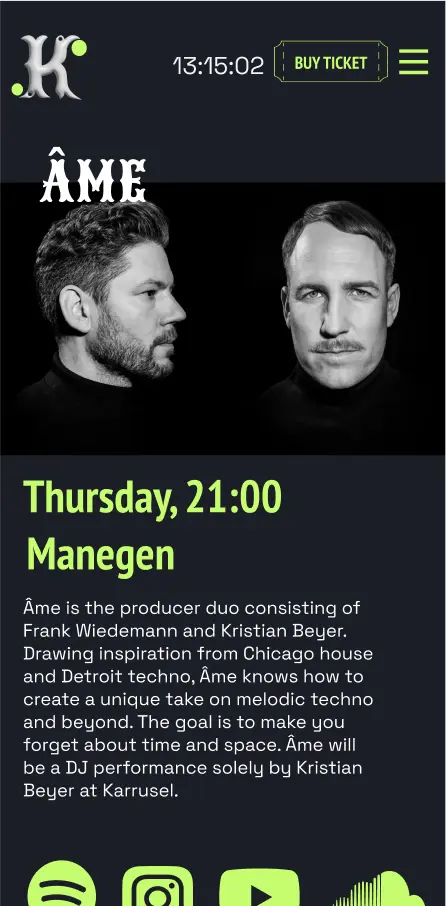 K
13:15:02
BUY TICKET
ÂME
Thursday, 21:00
Manegen
Âme is the producer duo consisting of
Frank Wiedemann and Kristian Beyer.
Drawing inspiration from Chicago house
and Detroit techno, Âme knows how to
create a unique take on melodic techno
and beyond. The goal is to make you
forget about time and space. Âme will
be a DJ performance solely by Kristian
Beyer at Karrusel.